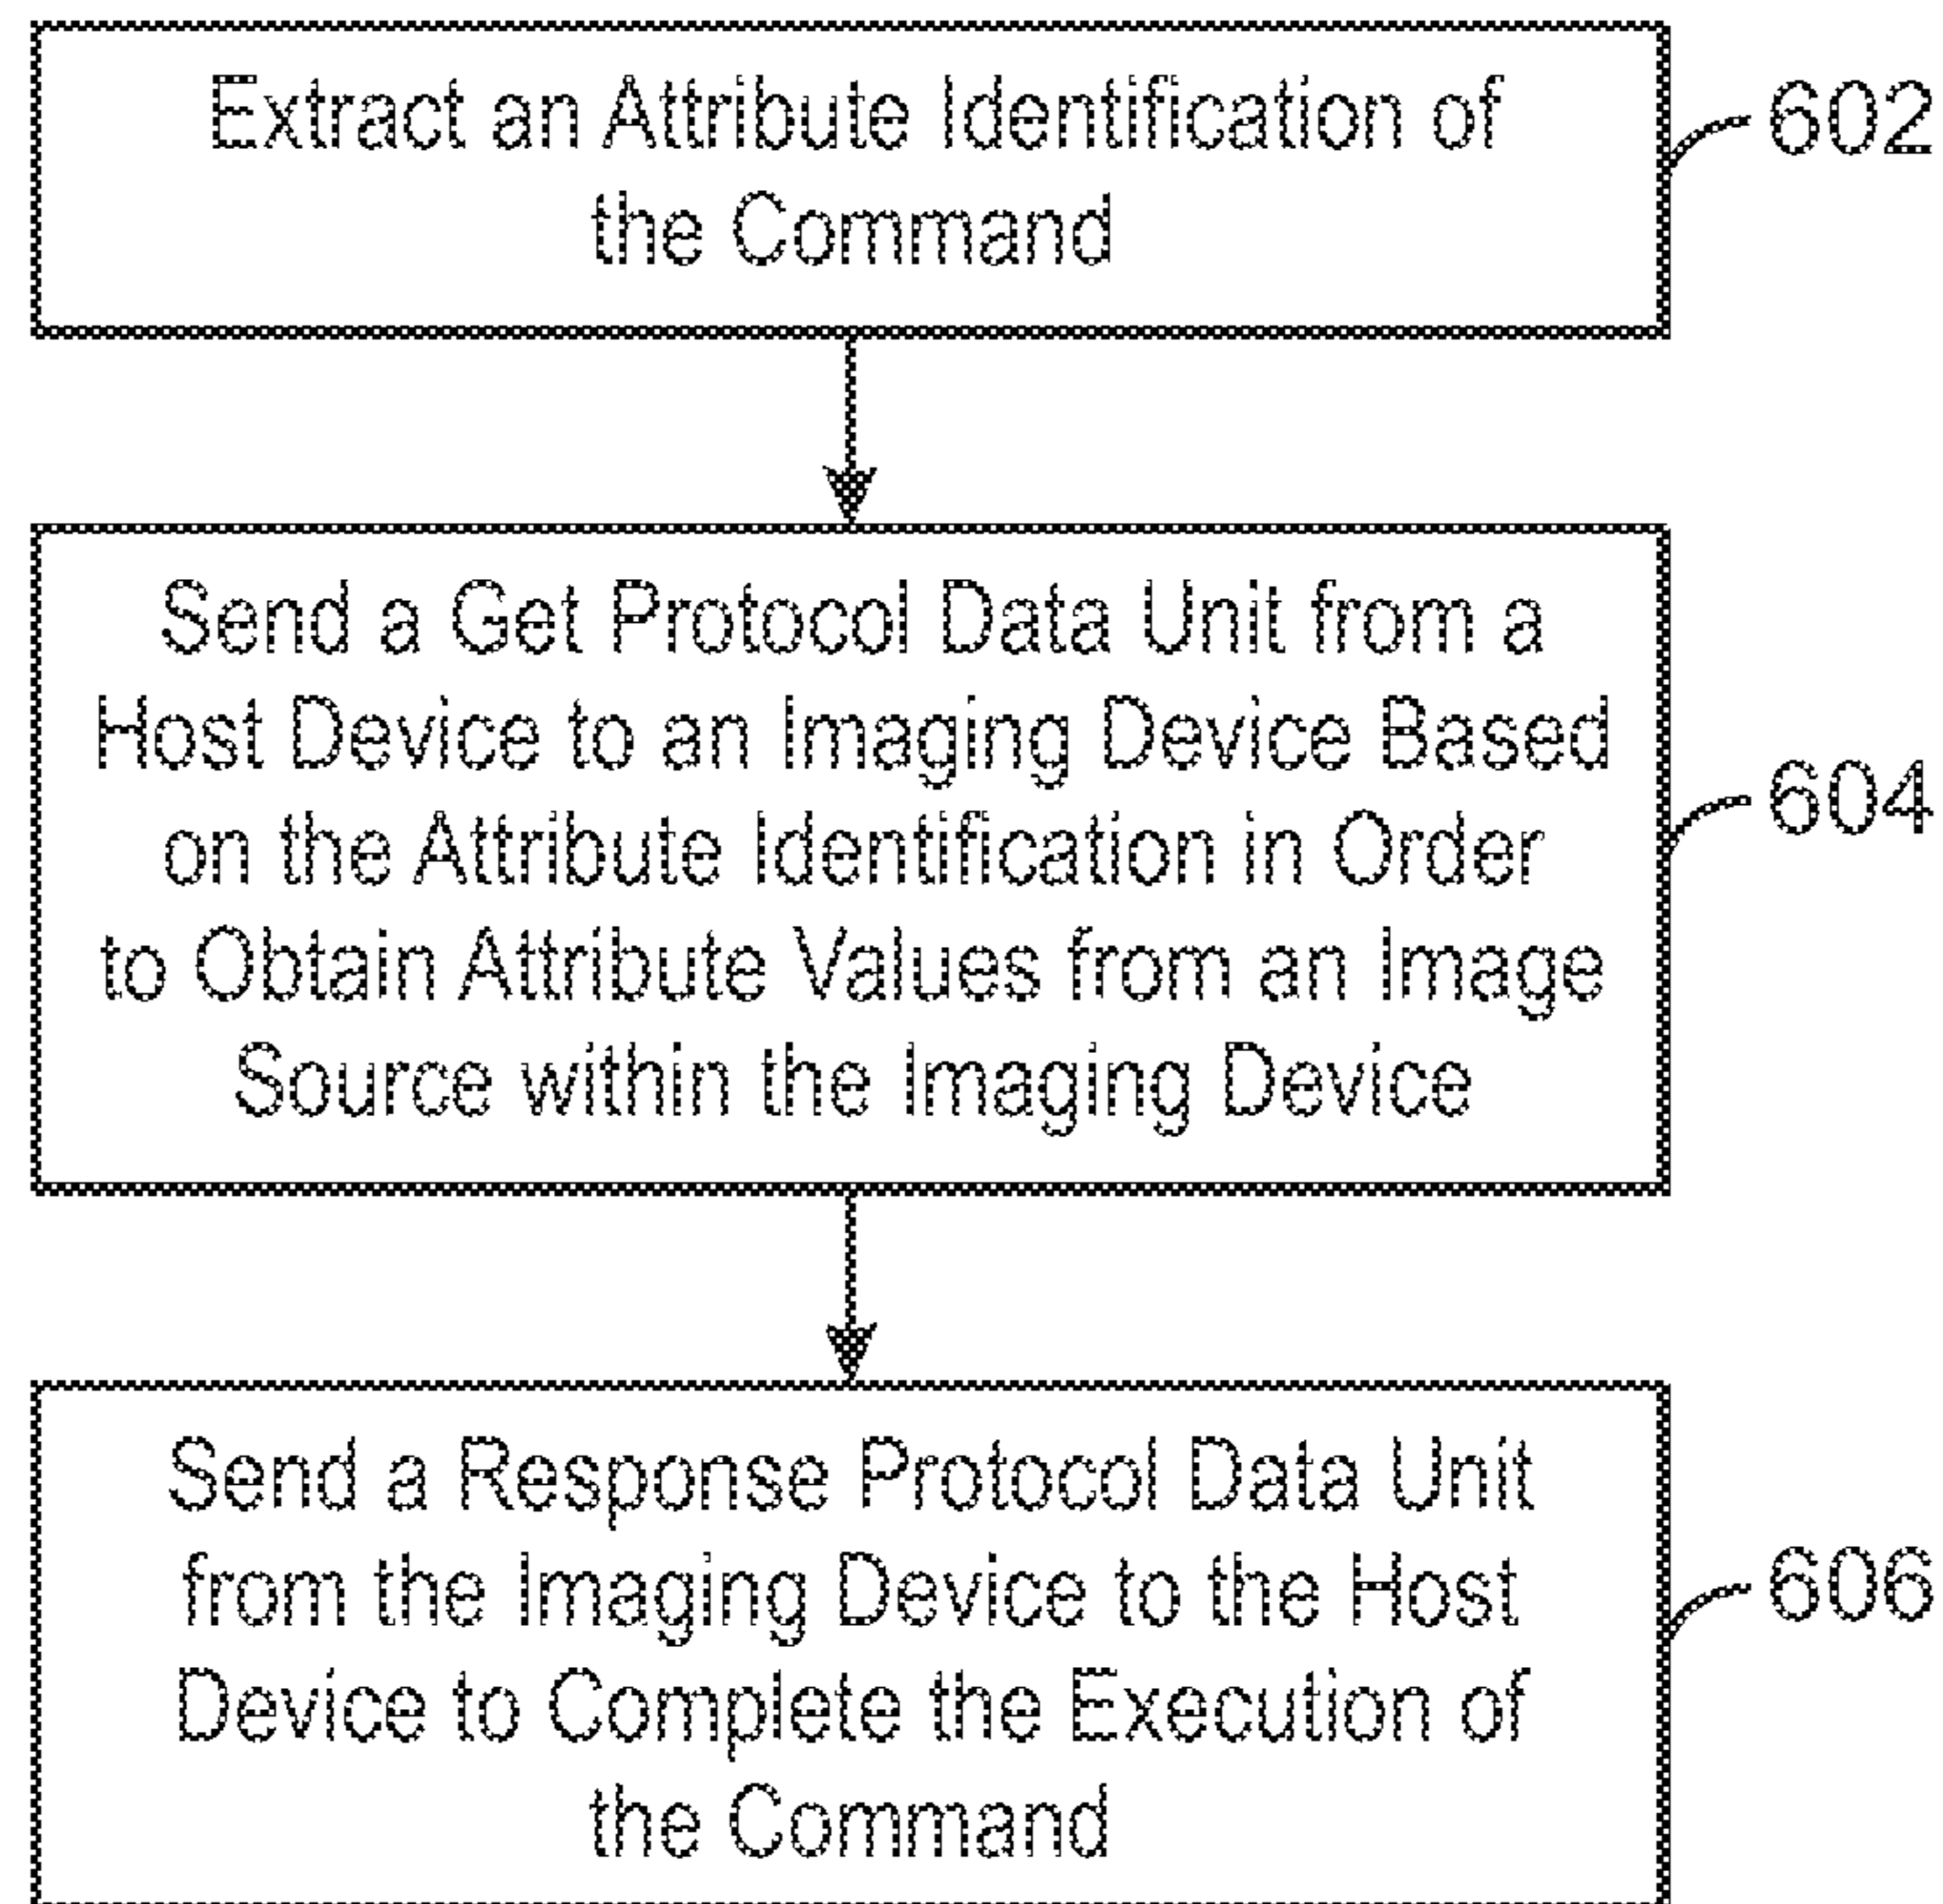 Extract an Attribute Identification of
the Command
602
Send a Get Protocol Data Unit from a
Host Device to an Imaging Device Based
on the Attribute Identification in Order
to Obtain Attribute Values from an Image
Source within the Imaging Device
604
Send a Response Protocol Data Unit
from the Imaging Device to the Host
Device to Complete the Execution of
the Command
606